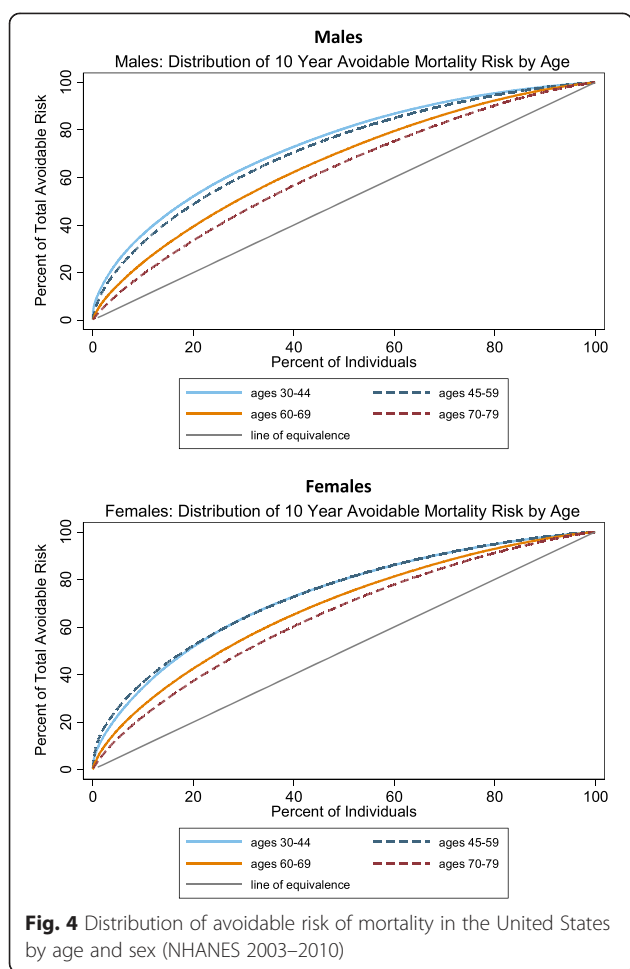 Males
Males: Distribution of 10 Year Avoidable Mortality Risk by Age
Percent of Total Avoidable Risk
100
80
60
40
20
0
0 20 40 60 80 100
Percent of Individuals
ages 30-44 ages 45-59
ages 60-69 ages 70-79
line of equivalence
Females
Females: Distribution of 10 Year Avoidable Mortality Risk by Age
Percent of Total Avoidable Risk
100
80
60
40
20
0
0 20 40 60 80 100
Percent of Individuals
ages 30-44 ages 45-59
ages 60-69 ages 70-79
line of equivalence
Fig. 4 Distribution of avoidable risk of mortality in the United States
by age and sex (NHANES 2003–2010)